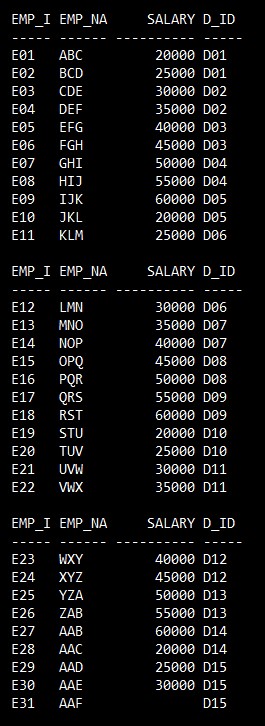 EMP_I EMP_NA     SALARY D_ID
----- ------ ---------- -----
E01   ABC         20000 D01
E02   BCD         25000 D01
E03   CDE         30000 D02
E04   DEF         35000 D02
E05   EFG         40000 D03
E06   FGH         45000 D03
E07   GHI         50000 D04
E08   HIJ         55000 D04
E09   IJK         60000 D05
E10   JKL         20000 D05
E11   KLM         25000 D06

EMP_I EMP_NA     SALARY D_ID
----- ------ ---------- -----
E12   LMN         30000 D06
E13   MNO         35000 D07
E14   NOP         40000 D07
E15   OPQ         45000 D08
E16   PQR         50000 D08
E17   QRS         55000 D09
E18   RST         60000 D09
E19   STU         20000 D10
E20   TUV         25000 D10
E21   UVW         30000 D11
E22   VWX         35000 D11

EMP_I EMP_NA     SALARY D_ID
----- ------ ---------- -----
E23   WXY         40000 D12
E24   XYZ         45000 D12
E25   YZA         50000 D13
E26   ZAB         55000 D13
E27   AAB         60000 D14
E28   AAC         20000 D14
E29   AAD         25000 D15
E30   AAE         30000 D15
E31   AAF               D15